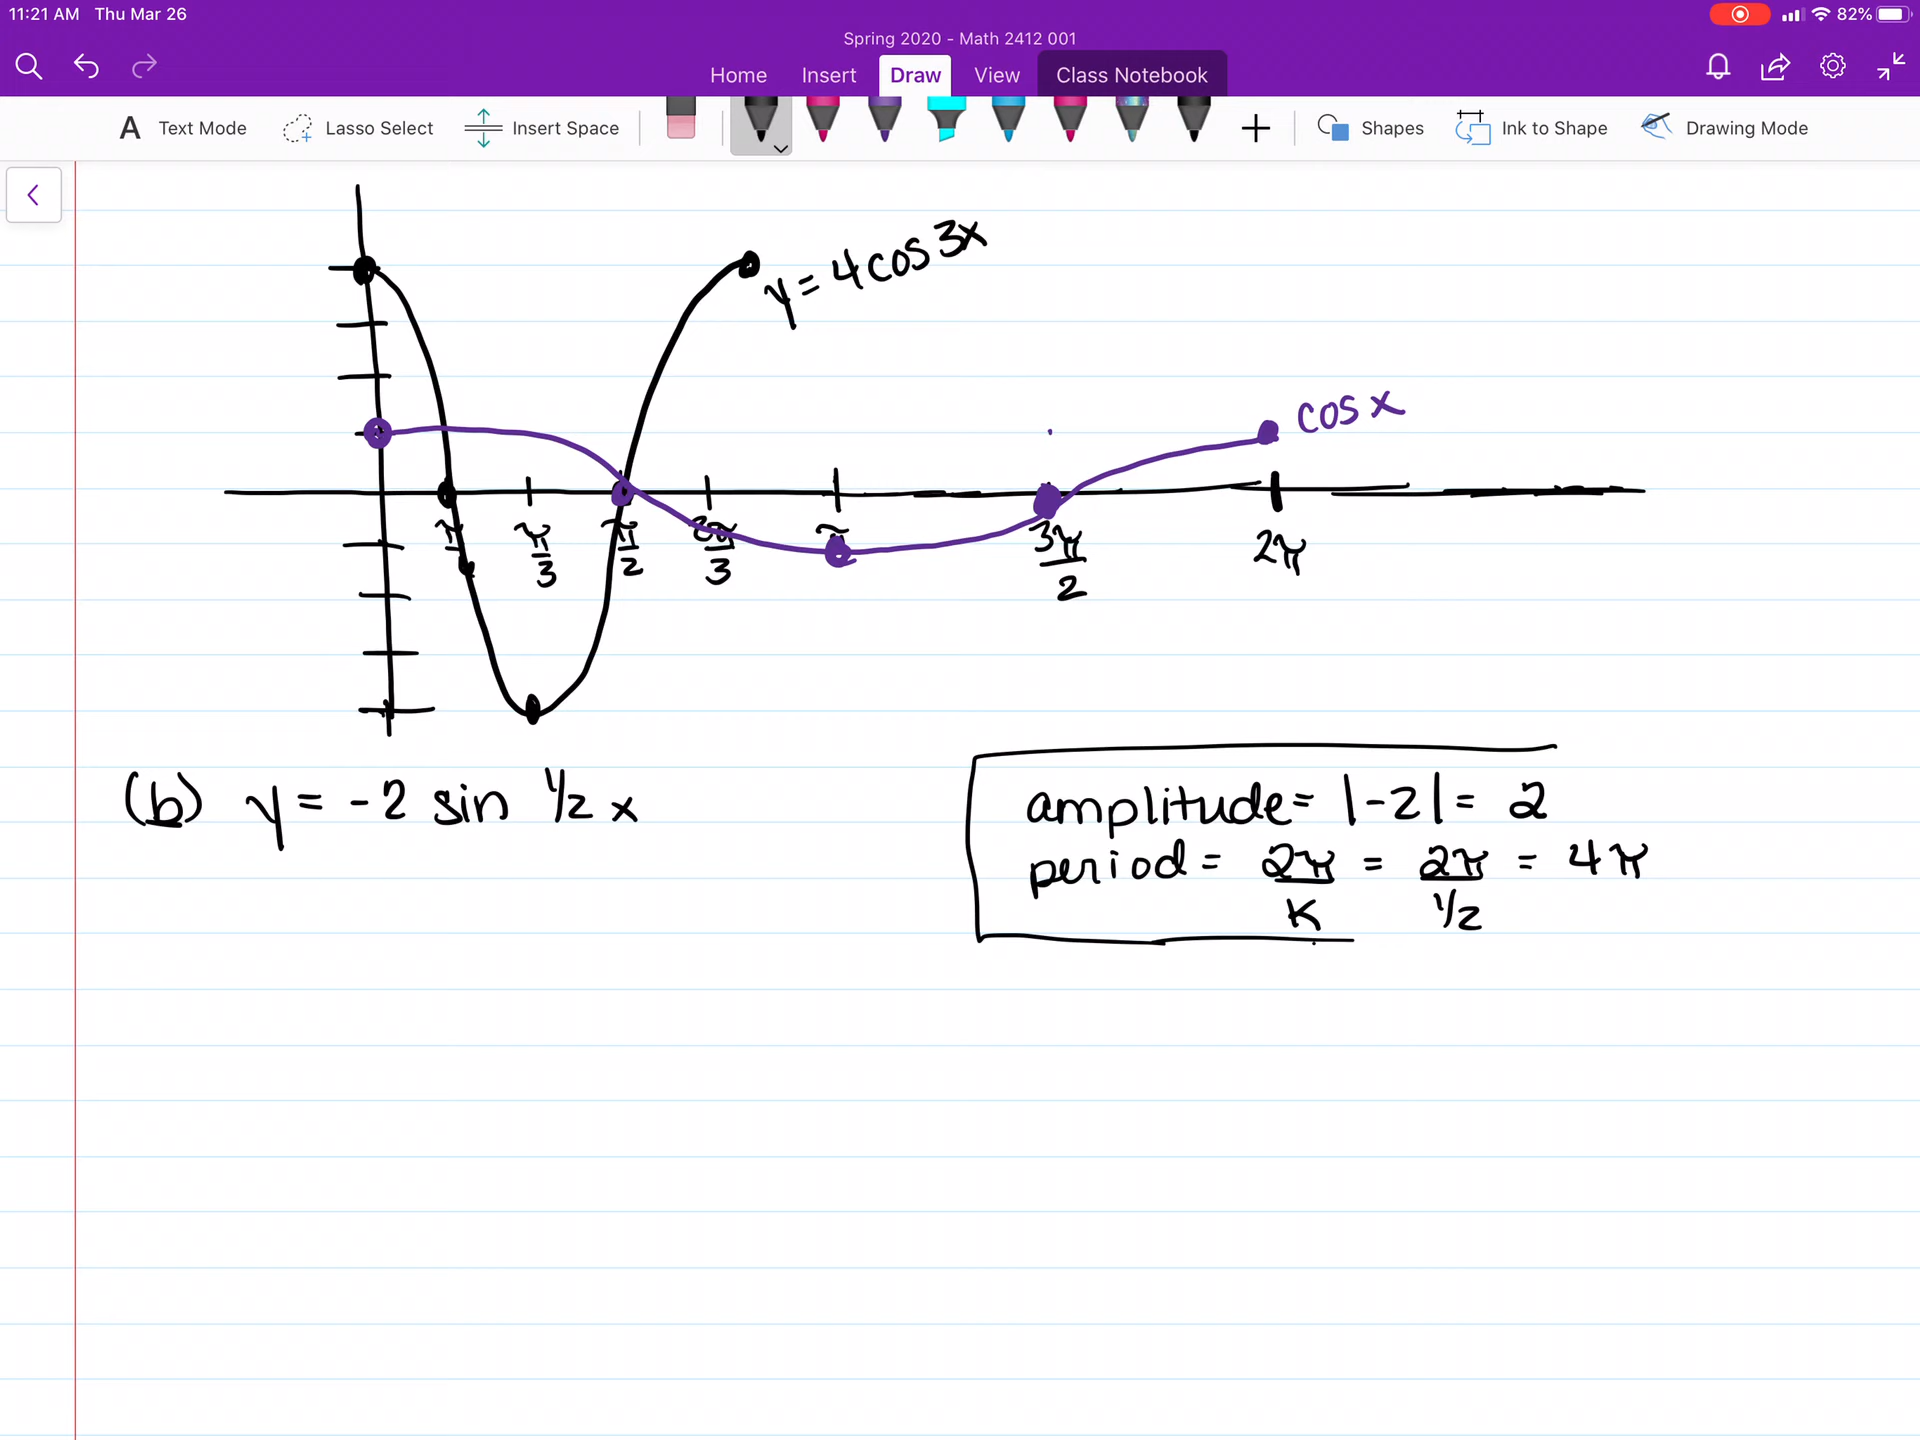 11:21 AM Thu Mar 26
82%
Spring 2020 - Math 2412 001
Home Insert Draw View Class Notebook
A Text Mode Lasso Select Insert Space Shapes Ink to Shape Drawing Mode
y = 4 cos 3x
cos x
π/3 π/2 π 3π/2 2π
(b) y = -2 sin 1/2 x
amplitude = |-2| = 2
period = 2π/K = 2π/1/2 = 4π